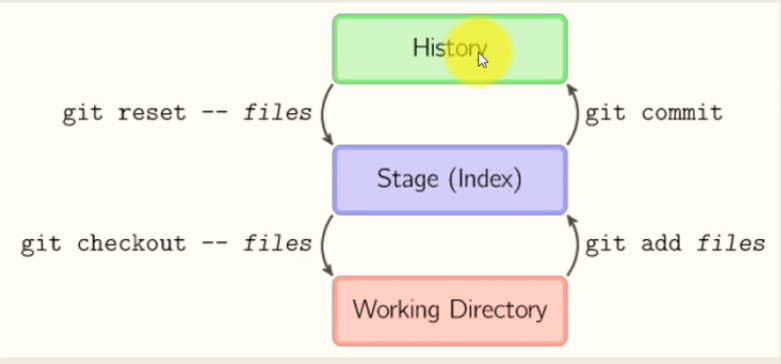 History
git reset -- files
git commit
Stage (Index)
git checkout -- files
git add files
Working Directory